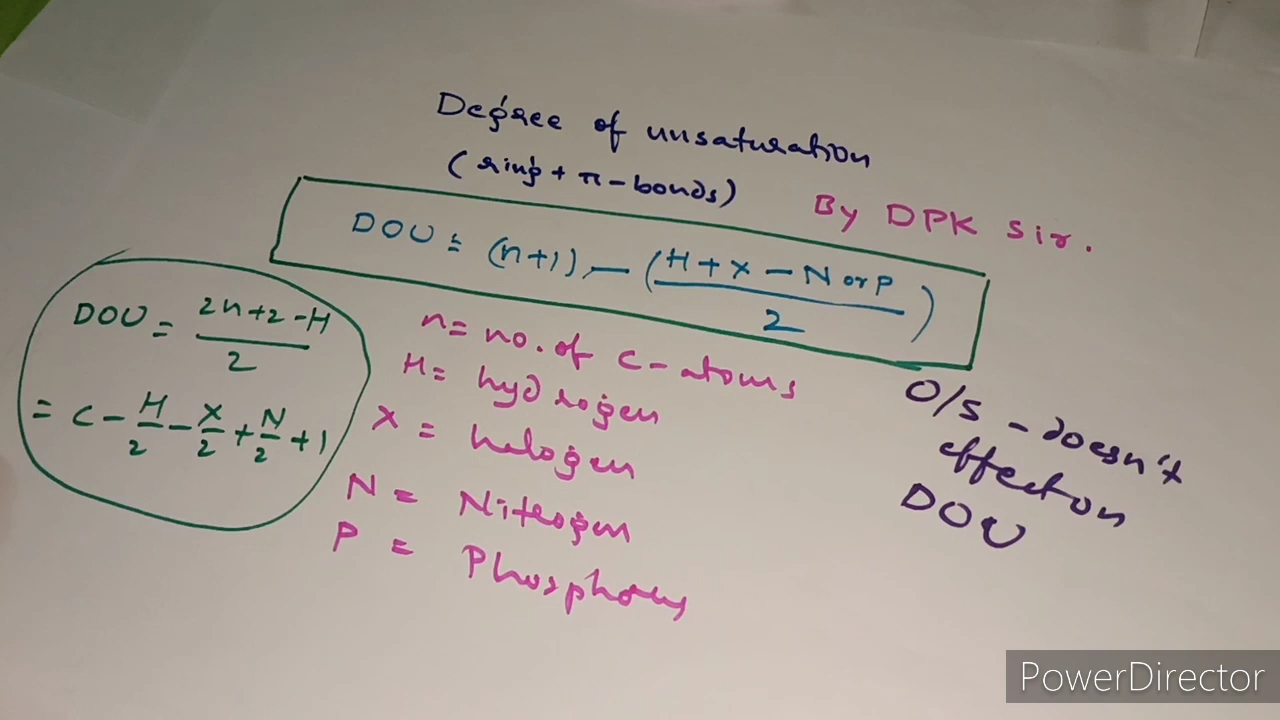 Degree of unsaturation
(ring + π-bonds)
By DPK Sir.
DOU = (n+1) - (H+X-N or P / 2)
DOU = 2n+2-H / 2
= C - H/2 - X/2 + N/2 + 1
n = no. of C-atoms
H = hydrogen
X = halogen
N = Nitrogen
P = Phosphorus
O/S - doesn't
effect on
DOU
PowerDirector